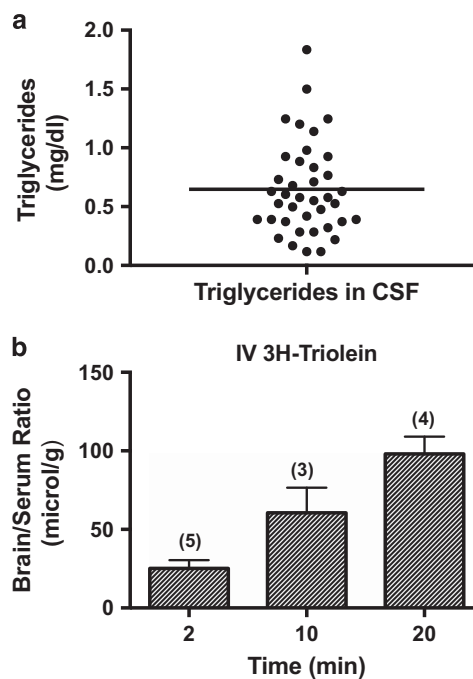 a
Triglycerides
(mg/dl)
2.0
1.5
1.0
0.5
0.0
Triglycerides in CSF
b
IV 3H-Triolein
Brain/Serum Ratio
(microl/g)
150
100
50
0
(5)
(3)
(4)
2 10 20
Time (min)